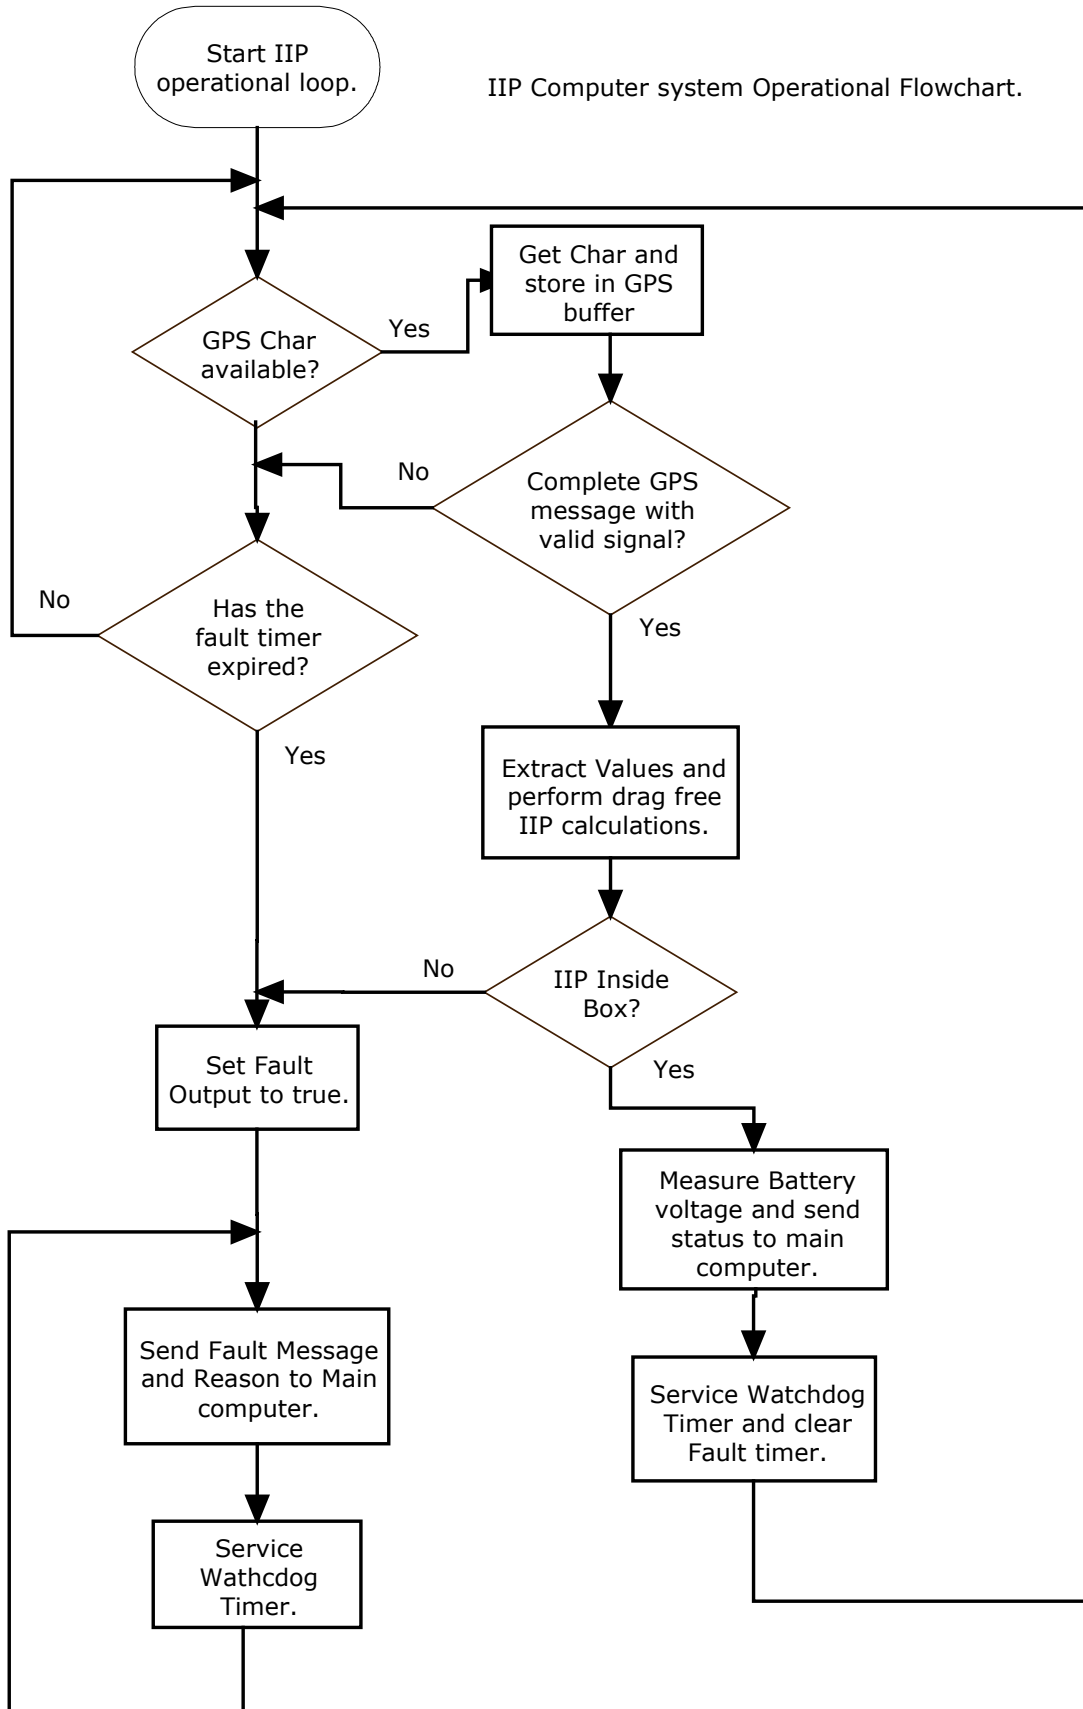 Start IIP
operational loop.
IIP Computer system Operational Flowchart.
Get Char and
store in GPS
buffer
Yes
GPS Char
available?
No
Complete GPS
message with
valid signal?
No
Has the
fault timer
expired?
Yes
Yes
Extract Values and
perform drag free
IIP calculations.
No
IIP Inside
Box?
Yes
Set Fault
Output to true.
Measure Battery
voltage and send
status to main
computer.
Send Fault Message
and Reason to Main
computer.
Service Watchdog
Timer and clear
Fault timer.
Service
Wathcdog
Timer.